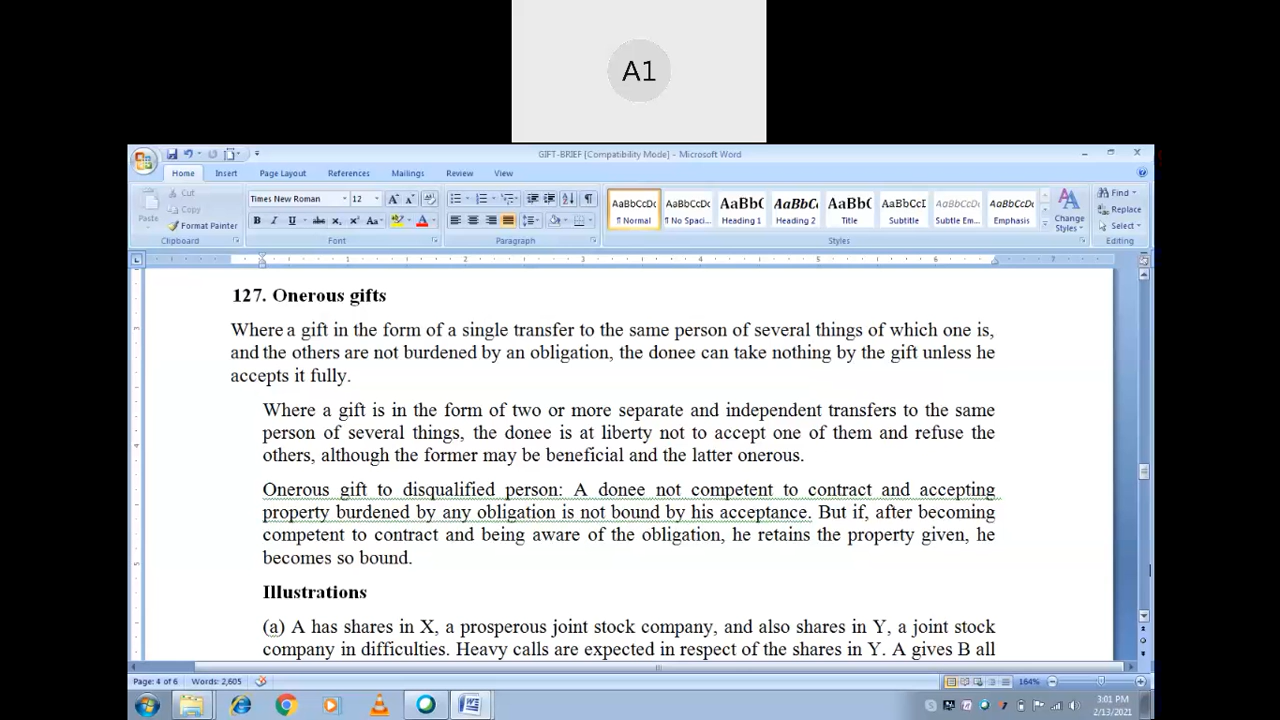 A1
GIFT-BRIEF [Compatibility Mode] - Microsoft Word
Home Insert Page Layout References Mailings Review View
Paste
Cut
Copy
Format Painter
Clipboard
Times New Roman 12
Font
Paragraph
AaBbCcDc AaBbCcDc AaBbC AaBbCc AaBbC AaBbCcDc AaBbCcDc AaBbCcDc
¶ Normal ¶ No Spaci... Heading 1 Heading 2 Title Subtitle Subtle Em... Emphasis
Change Styles
Styles
Find
Replace
Select
Editing
127. Onerous gifts
Where a gift in the form of a single transfer to the same person of several things of which one is,
and the others are not burdened by an obligation, the donee can take nothing by the gift unless he
accepts it fully.
Where a gift is in the form of two or more separate and independent transfers to the same
person of several things, the donee is at liberty not to accept one of them and refuse the
others, although the former may be beneficial and the latter onerous.
Onerous gift to disqualified person: A donee not competent to contract and accepting
property burdened by any obligation is not bound by his acceptance. But if, after becoming
competent to contract and being aware of the obligation, he retains the property given, he
becomes so bound.
Illustrations
(a) A has shares in X, a prosperous joint stock company, and also shares in Y, a joint stock
company in difficulties. Heavy calls are expected in respect of the shares in Y. A gives B all
Page: 4 of 6 Words: 2,605 164%
3:01 PM
2/13/2021